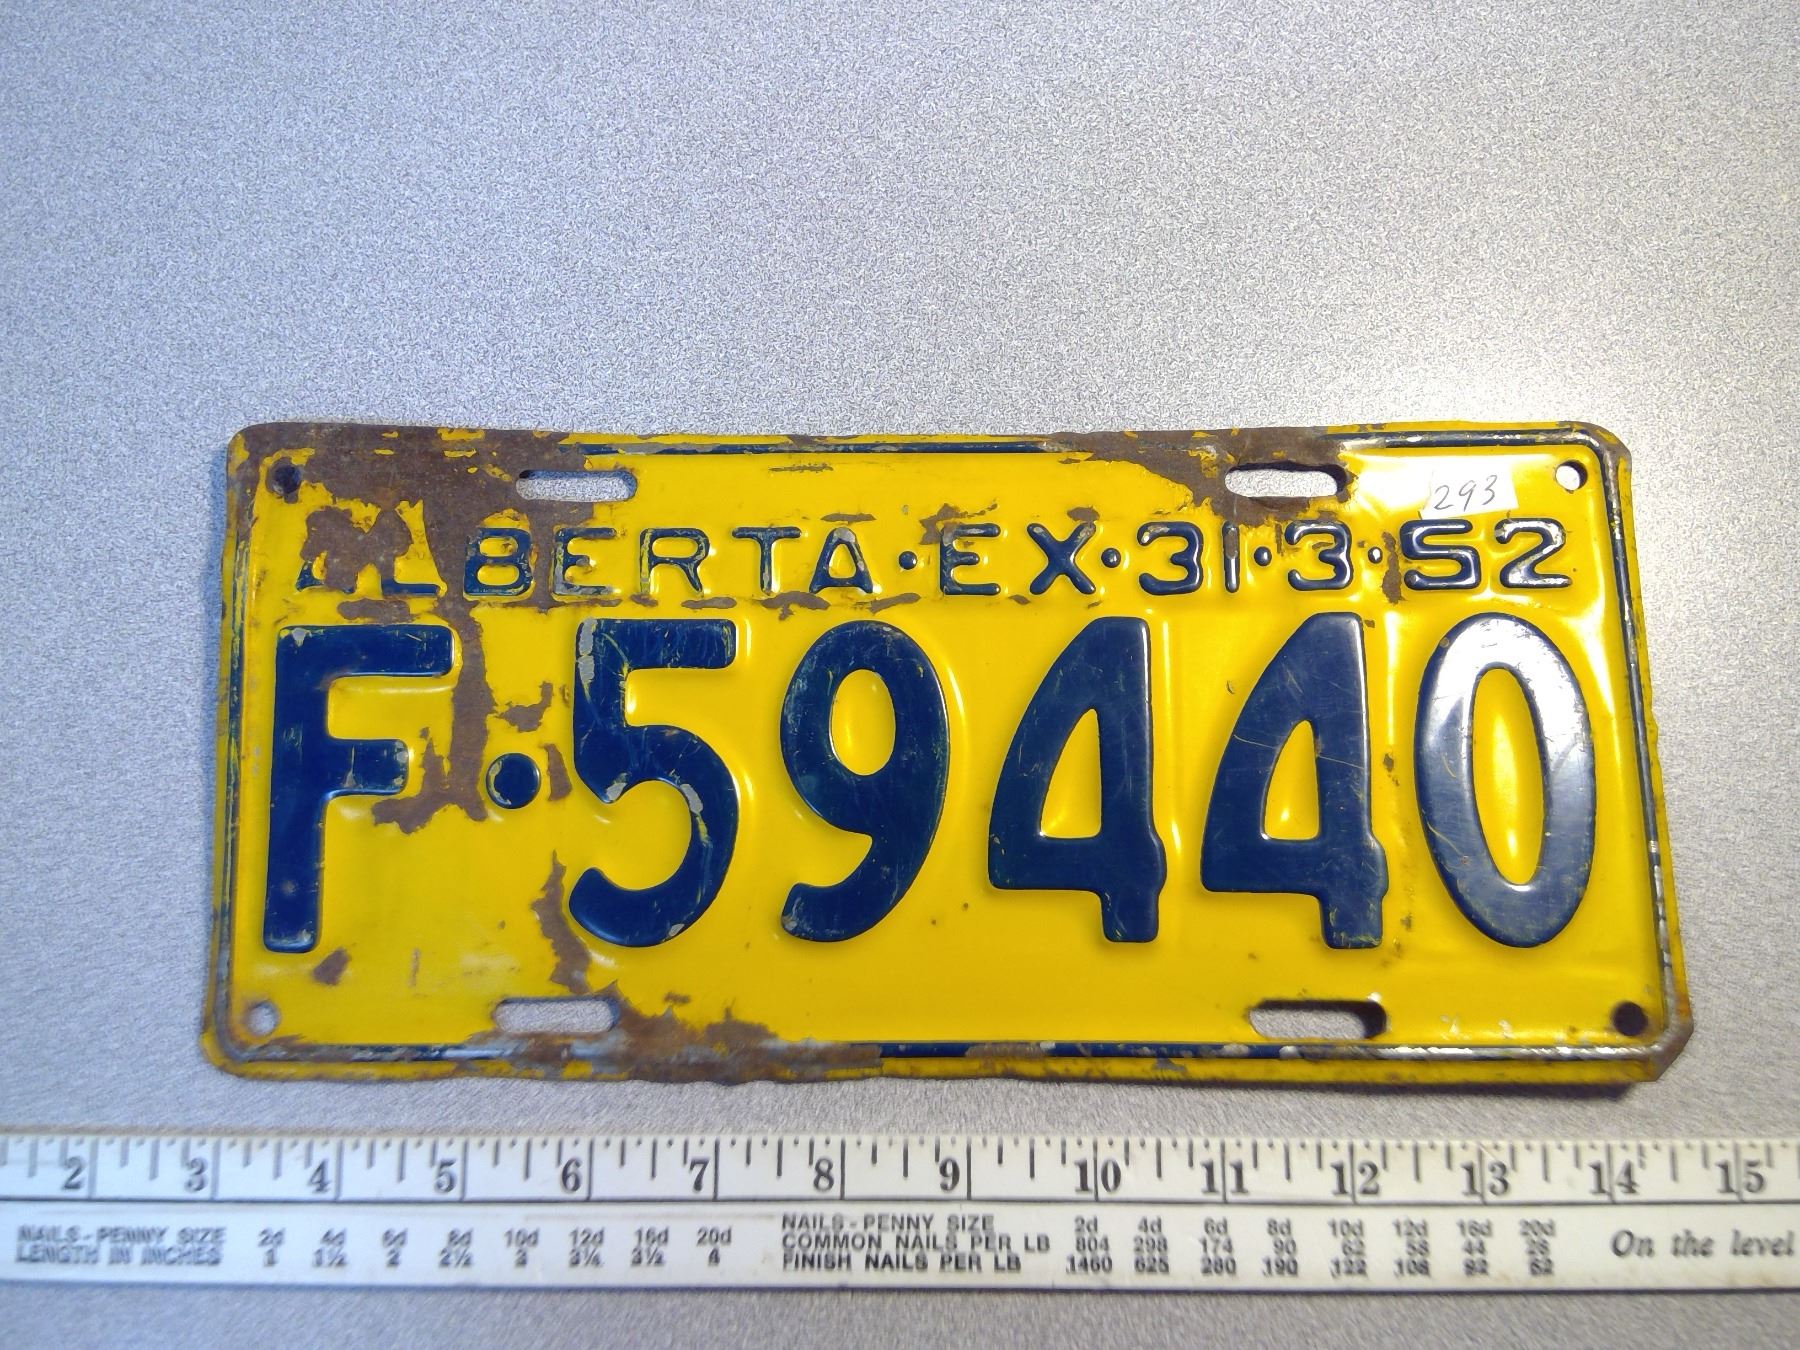 293
ALBERTA·EX·31·3·52
F·59440
2 3 4 5 6 7 8 9 10 11 12 13 14 15
NAILS-PENNY SIZE 2d 4d 6d 8d 10d 12d 16d 20d
LENGTH IN INCHES 1 1½ 2 2½ 3 3¼ 3½ 4
NAILS-PENNY SIZE 2d 4d 6d 8d 10d 12d 16d 20d
COMMON NAILS PER LB 804 298 174 90 62 58 44 28
FINISH NAILS PER LB 1460 625 280 190 122 108 82 62
On the level